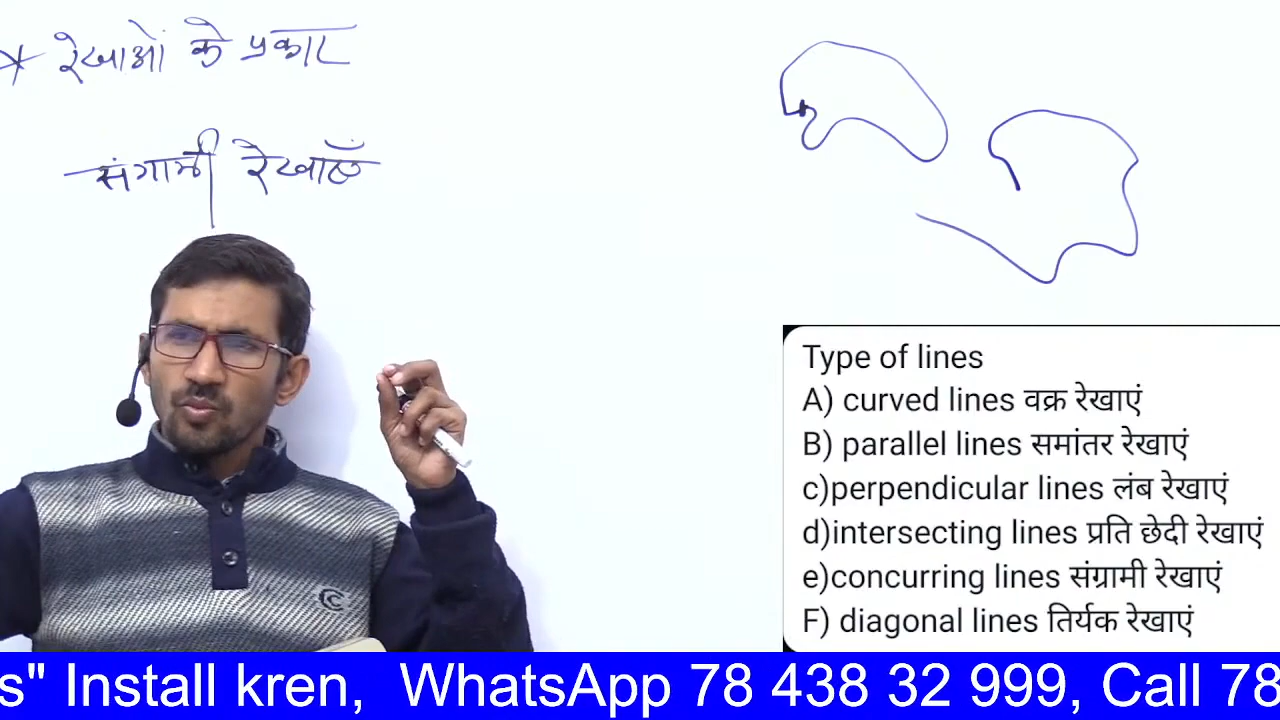 * रेखाओं के प्रकार
संगामी रेखाएँ
Type of lines
A) curved lines वक्र रेखाएं
B) parallel lines समांतर रेखाएं
c)perpendicular lines लंब रेखाएं
d)intersecting lines प्रति छेदी रेखाएं
e)concurring lines संग्रामी रेखाएं
F) diagonal lines तिर्यक रेखाएं
s" Install kren, WhatsApp 78 438 32 999, Call 78